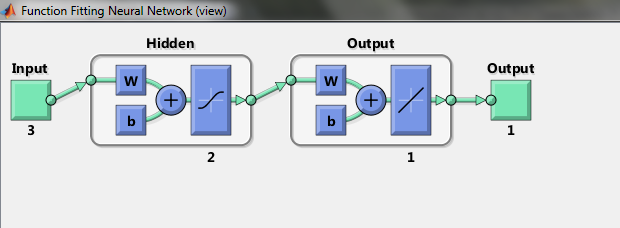 Function Fitting Neural Network (view)
Hidden
Output
Input
Output
W
b
+
W
b
+
3
2
1
1